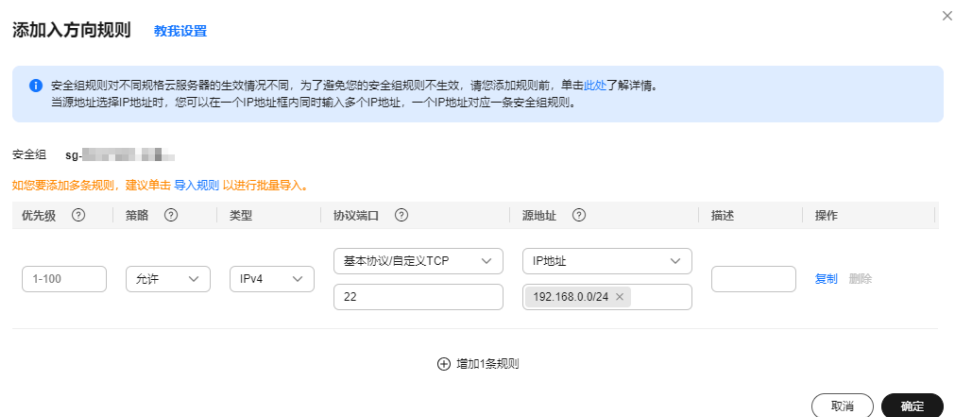 添加入方向规则 教我设置
安全组规则对不同规格云服务器的生效情况不同，为了避免您的安全组规则不生效，请您添加规则前，单击此处了解详情。
当源地址选择IP地址时，您可以在一个IP地址框内同时输入多个IP地址，一个IP地址对应一条安全组规则。
安全组 sg-
如您要添加多条规则，建议单击 导入规则 以进行批量导入。
优先级 策略 类型 协议端口 源地址 描述 操作
基本协议/自定义TCP IP地址
1-100 允许 IPv4 复制 删除
22 192.168.0.0/24
增加1条规则
取消 确定